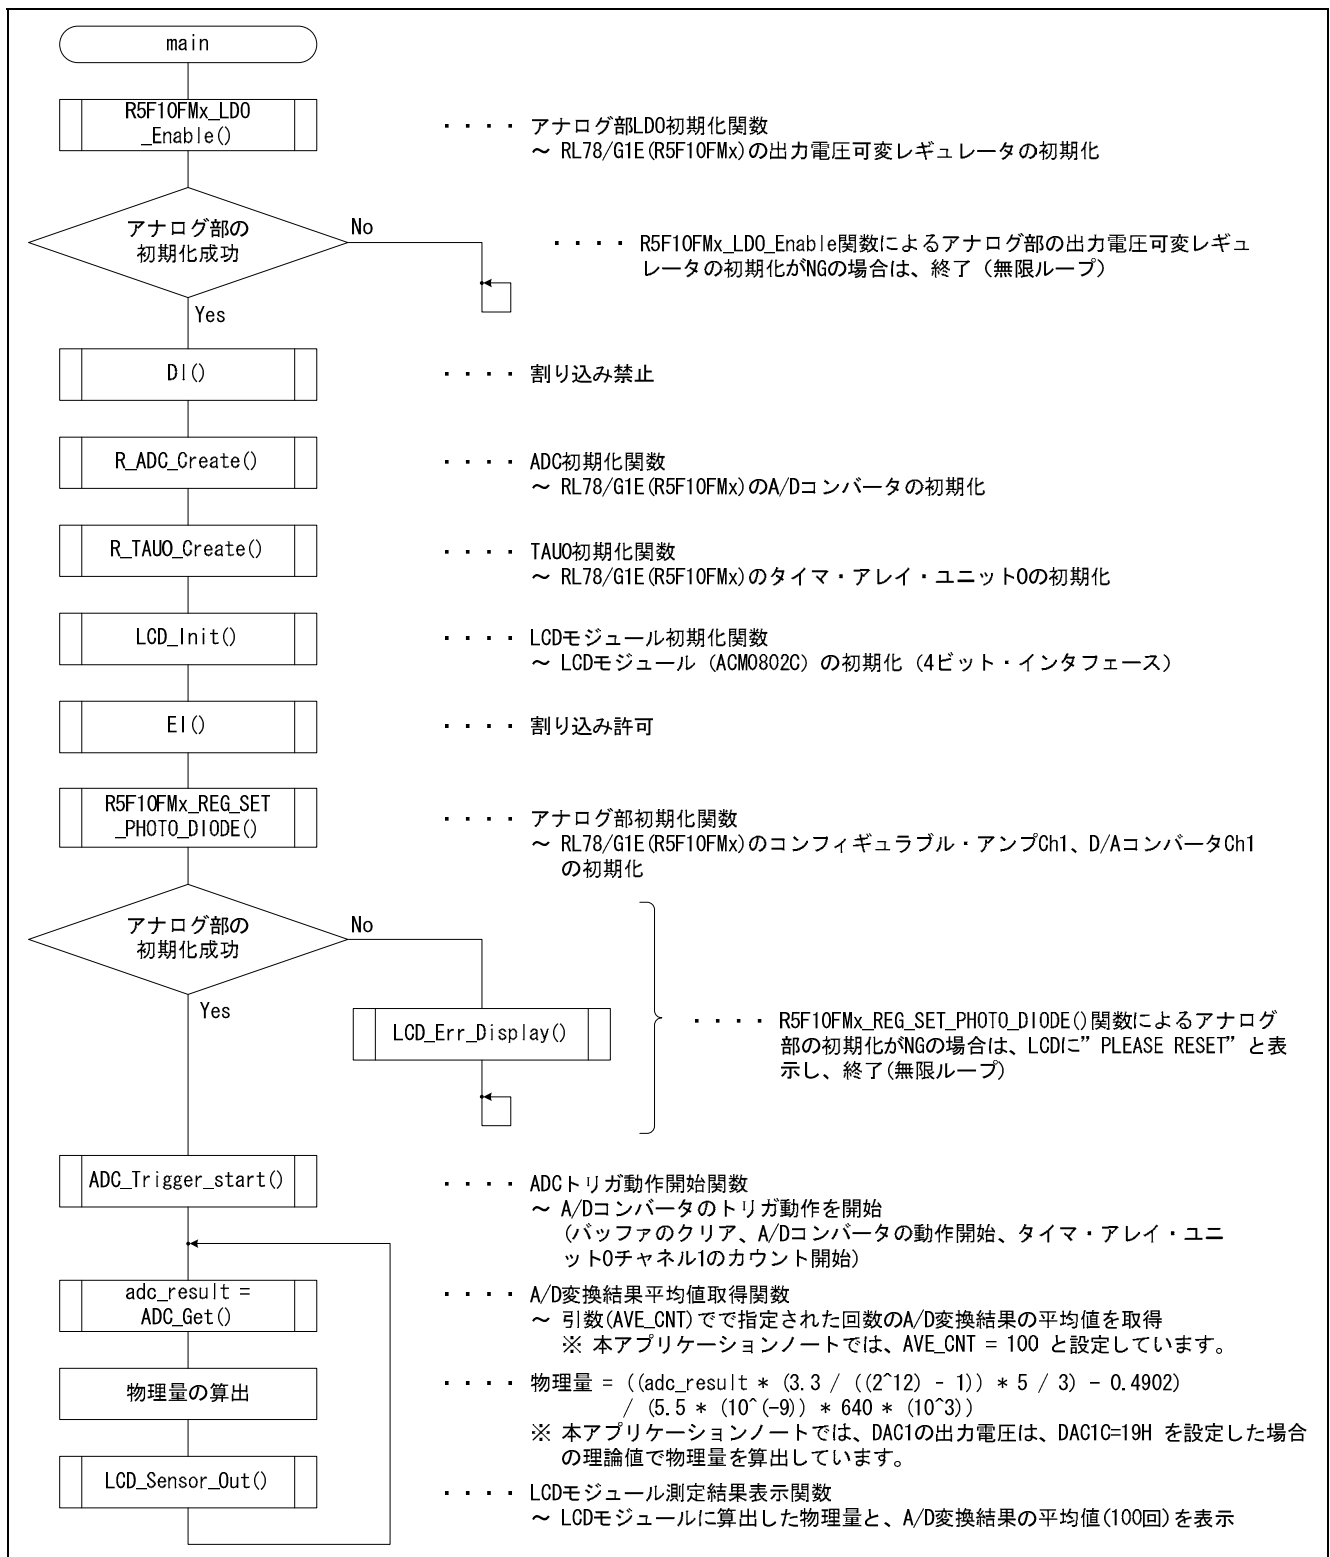 main
R5F10FMx_LDO
_Enable()
・・・・ アナログ部LDO初期化関数
～ RL78/G1E(R5F10FMx)の出力電圧可変レギュレータの初期化
アナログ部の
初期化成功
No
・・・・ R5F10FMx_LDO_Enable関数によるアナログ部の出力電圧可変レギュ
レータの初期化がNGの場合は、終了（無限ループ）
Yes
DI()
・・・・ 割り込み禁止
R_ADC_Create()
・・・・ ADC初期化関数
～ RL78/G1E(R5F10FMx)のA/Dコンバータの初期化
R_TAU0_Create()
・・・・ TAU0初期化関数
～ RL78/G1E(R5F10FMx)のタイマ・アレイ・ユニット0の初期化
LCD_Init()
・・・・ LCDモジュール初期化関数
～ LCDモジュール（ACM0802C）の初期化（4ビット・インタフェース）
EI()
・・・・ 割り込み許可
R5F10FMx_REG_SET
_PHOTO_DIODE()
・・・・ アナログ部初期化関数
～ RL78/G1E(R5F10FMx)のコンフィギュラブル・アンプCh1、D/AコンバータCh1
の初期化
アナログ部の
初期化成功
No
Yes
LCD_Err_Display()
・・・・ R5F10FMx_REG_SET_PHOTO_DIODE()関数によるアナログ
部の初期化がNGの場合は、LCDに” PLEASE RESET” と表
示し、終了(無限ループ)
ADC_Trigger_start()
・・・・ ADCトリガ動作開始関数
～ A/Dコンバータのトリガ動作を開始
(バッファのクリア、A/Dコンバータの動作開始、タイマ・アレイ・ユニ
ット0チャネル1のカウント開始)
adc_result =
ADC_Get()
・・・・ A/D変換結果平均値取得関数
～ 引数(AVE_CNT)でで指定された回数のA/D変換結果の平均値を取得
※ 本アプリケーションノートでは、AVE_CNT = 100 と設定しています。
物理量の算出
・・・・ 物理量 = ((adc_result * (3.3 / ((2^12) - 1)) * 5 / 3) - 0.4902)
/ (5.5 * (10^(-9)) * 640 * (10^3))
※ 本アプリケーションノートでは、DAC1の出力電圧は、DAC1C=19H を設定した場合
の理論値で物理量を算出しています。
LCD_Sensor_Out()
・・・・ LCDモジュール測定結果表示関数
～ LCDモジュールに算出した物理量と、A/D変換結果の平均値(100回)を表示